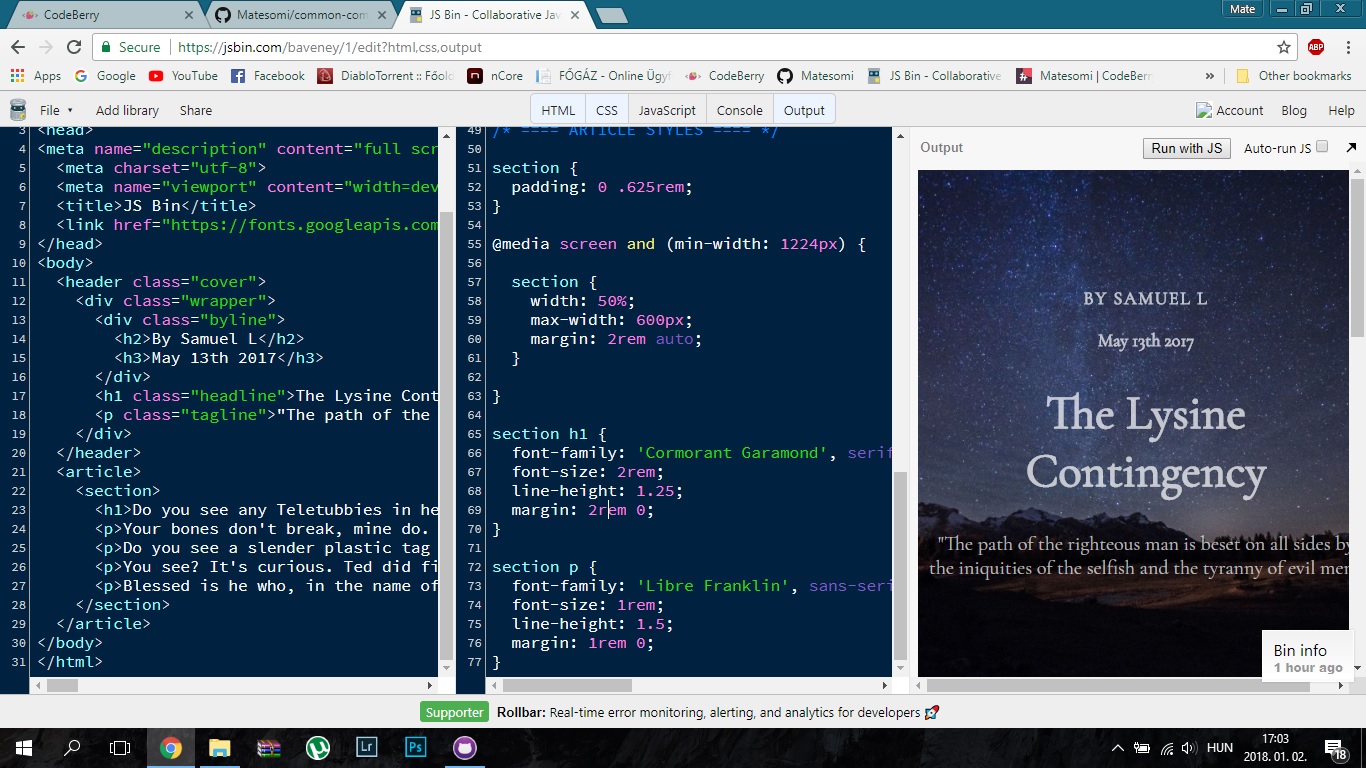 CodeBerry
Matesomi/common-com
JS Bin - Collaborative Jav
Mate
Secure
https://jsbin.com/baveney/1/edit?html,css,output
ABP
Apps
Google
YouTube
Facebook
DiabloTorrent :: Főold
nCore
FŐGÁZ - Online Ügyf
CodeBerry
Matesomi
JS Bin - Collaborative
Matesomi | CodeBerr
»
Other bookmarks
File
Add library
Share
HTML
CSS
JavaScript
Console
Output
Account
Blog
Help
3 <head>
4 <meta name="description" content="full scr
5 <meta charset="utf-8">
6 <meta name="viewport" content="width=dev
7 <title>JS Bin</title>
8 <link href="https://fonts.googleapis.com
9 </head>
10 <body>
11 <header class="cover">
12 <div class="wrapper">
13 <div class="byline">
14 <h2>By Samuel L</h2>
15 <h3>May 13th 2017</h3>
16 </div>
17 <h1 class="headline">The Lysine Cont
18 <p class="tagline">"The path of the
19 </div>
20 </header>
21 <article>
22 <section>
23 <h1>Do you see any Teletubbies in he
24 <p>Your bones don't break, mine do.
25 <p>Do you see a slender plastic tag
26 <p>You see? It's curious. Ted did fi
27 <p>Blessed is he who, in the name of
28 </section>
29 </article>
30 </body>
31 </html>
49 /* ==== ARTICLE STYLES ==== */
50
51 section {
52 padding: 0 .625rem;
53 }
54
55 @media screen and (min-width: 1224px) {
56
57 section {
58 width: 50%;
59 max-width: 600px;
60 margin: 2rem auto;
61 }
62
63 }
64
65 section h1 {
66 font-family: 'Cormorant Garamond', serif
67 font-size: 2rem;
68 line-height: 1.25;
69 margin: 2rem 0;
70 }
71
72 section p {
73 font-family: 'Libre Franklin', sans-seri
74 font-size: 1rem;
75 line-height: 1.5;
76 margin: 1rem 0;
77 }
Output
Run with JS
Auto-run JS
BY SAMUEL L
May 13th 2017
The Lysine
Contingency
"The path of the righteous man is beset on all sides by
the iniquities of the selfish and the tyranny of evil men
Bin info
1 hour ago
Supporter
Rollbar: Real-time error monitoring, alerting, and analytics for developers 🚀
Lr
Ps
HUN
17:03
2018. 01. 02.
18